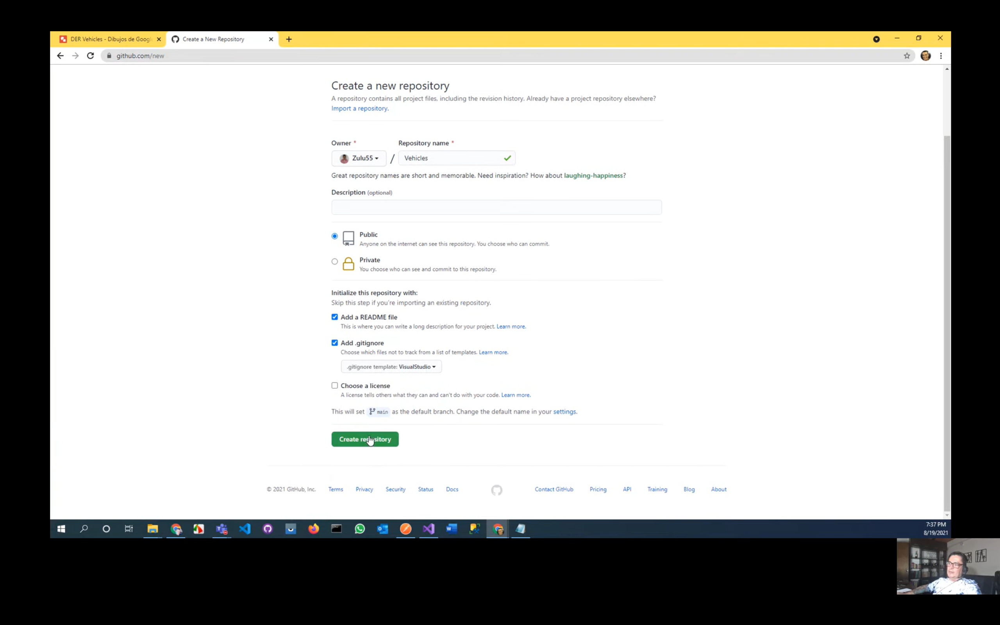 DER Vehicles - Dibujos de Googl
Create a New Repository
github.com/new
Create a new repository
A repository contains all project files, including the revision history. Already have a project repository elsewhere?
Import a repository.
Owner * Repository name *
Zulu55 / Vehicles
Great repository names are short and memorable. Need inspiration? How about laughing-happiness?
Description (optional)
Public
Anyone on the internet can see this repository. You choose who can commit.
Private
You choose who can see and commit to this repository.
Initialize this repository with:
Skip this step if you're importing an existing repository.
Add a README file
This is where you can write a long description for your project. Learn more.
Add .gitignore
Choose which files not to track from a list of templates. Learn more.
.gitignore template: VisualStudio
Choose a license
A license tells others what they can and can't do with your code. Learn more.
This will set main as the default branch. Change the default name in your settings.
Create repository
© 2021 GitHub, Inc. Terms Privacy Security Status Docs Contact GitHub Pricing API Training Blog About
7:37 PM
8/19/2021